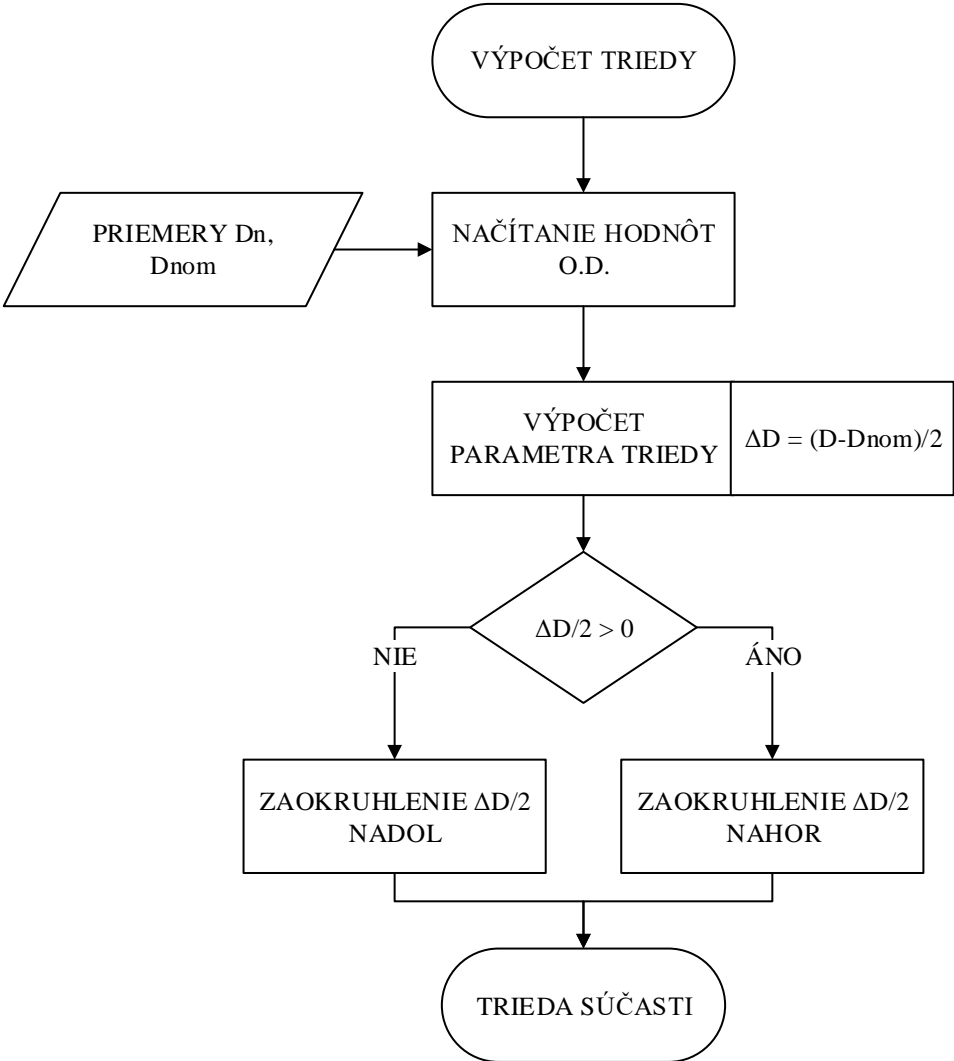 VÝPOČET TRIEDY
PRIEMERY Dn,
Dnom
NAČÍTANIE HODNÔT
O.D.
VÝPOČET
PARAMETRA TRIEDY
ΔD = (D-Dnom)/2
ΔD/2 > 0
NIE
ÁNO
ZAOKRUHLENIE ΔD/2
NADOL
ZAOKRUHLENIE ΔD/2
NAHOR
TRIEDA SÚČASTI